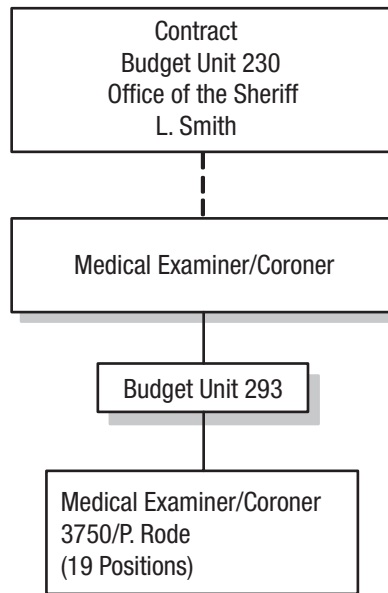 Contract
Budget Unit 230
Office of the Sheriff
L. Smith
Medical Examiner/Coroner
Budget Unit 293
Medical Examiner/Coroner
3750/P. Rode
(19 Positions)